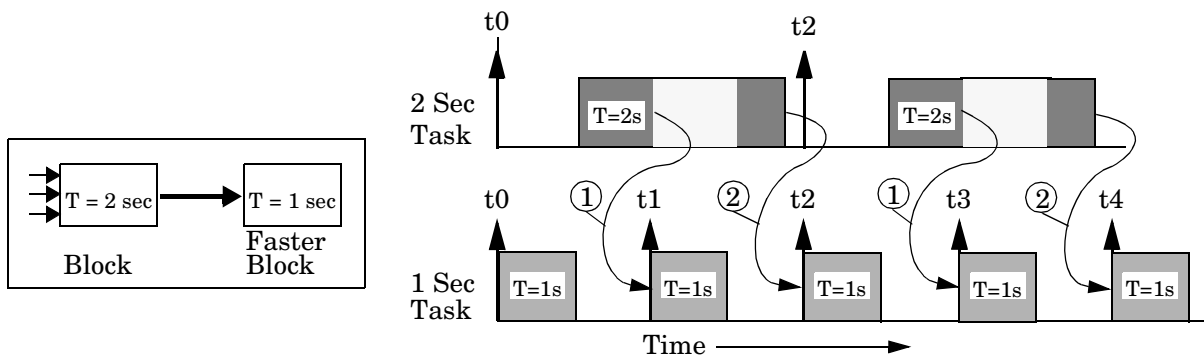 T = 2 sec
T = 1 sec
Block
Faster
Block
t0
t2
2 Sec
Task
T=2s
T=2s
1
2
1
2
t0
t1
t2
t3
t4
1 Sec
Task
T=1s
T=1s
T=1s
T=1s
T=1s
Time